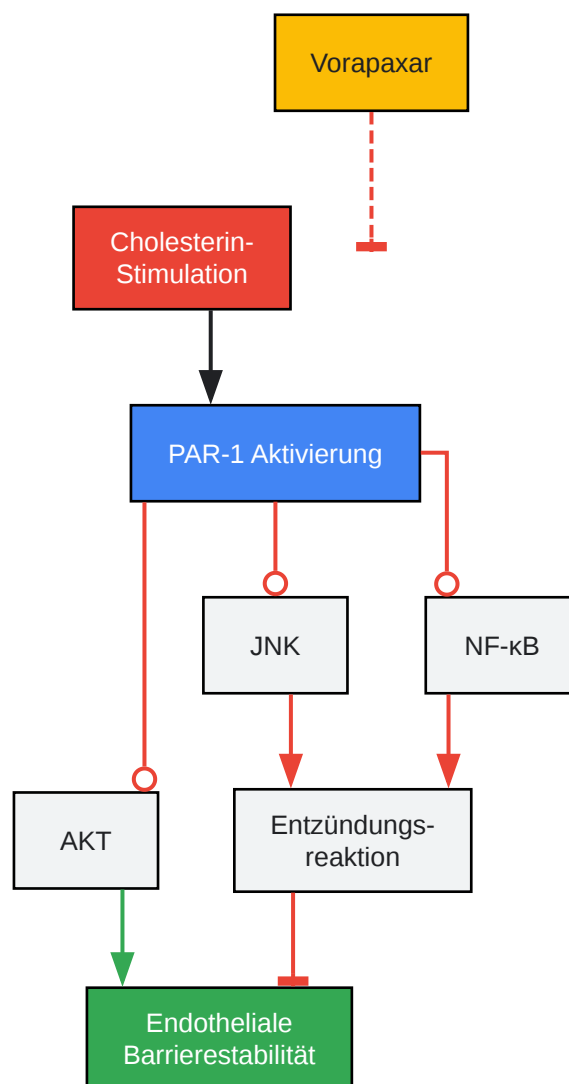 Vorapaxar
Cholesterin-
Stimulation
PAR-1 Aktivierung
JNK
NF-κB
AKT
Entzündungs-
reaktion
Endotheliale
Barrierestabilität